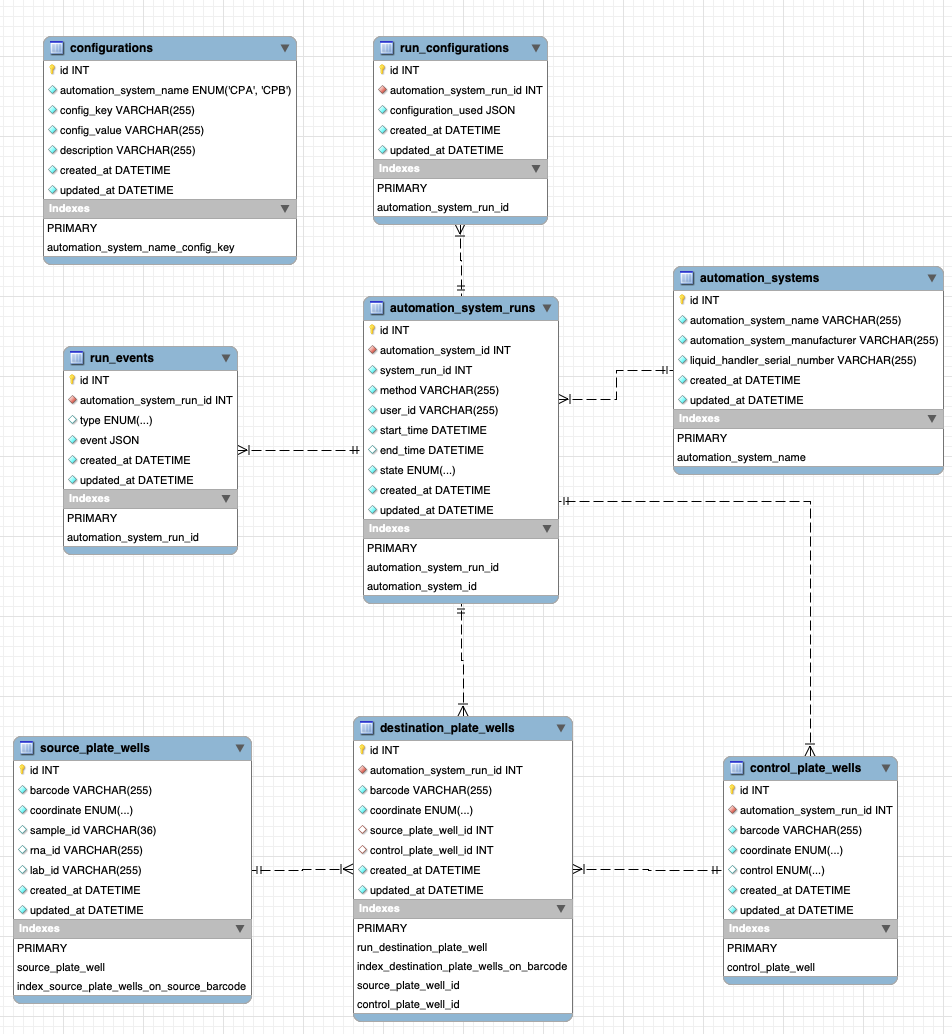 configurations
id INT
automation_system_name ENUM('CPA', 'CPB')
config_key VARCHAR(255)
config_value VARCHAR(255)
description VARCHAR(255)
created_at DATETIME
updated_at DATETIME
Indexes
PRIMARY
automation_system_name_config_key
run_configurations
id INT
automation_system_run_id INT
configuration_used JSON
created_at DATETIME
updated_at DATETIME
Indexes
PRIMARY
automation_system_run_id
automation_systems
id INT
automation_system_name VARCHAR(255)
automation_system_manufacturer VARCHAR(255)
liquid_handler_serial_number VARCHAR(255)
created_at DATETIME
updated_at DATETIME
Indexes
PRIMARY
automation_system_name
automation_system_runs
id INT
automation_system_id INT
system_run_id INT
method VARCHAR(255)
user_id VARCHAR(255)
start_time DATETIME
end_time DATETIME
state ENUM(...)
created_at DATETIME
updated_at DATETIME
Indexes
PRIMARY
automation_system_run_id
automation_system_id
run_events
id INT
automation_system_run_id INT
type ENUM(...)
event JSON
created_at DATETIME
updated_at DATETIME
Indexes
PRIMARY
automation_system_run_id
source_plate_wells
id INT
barcode VARCHAR(255)
coordinate ENUM(...)
sample_id VARCHAR(36)
rna_id VARCHAR(255)
lab_id VARCHAR(255)
created_at DATETIME
updated_at DATETIME
Indexes
PRIMARY
source_plate_well
index_source_plate_wells_on_source_barcode
destination_plate_wells
id INT
automation_system_run_id INT
barcode VARCHAR(255)
coordinate ENUM(...)
source_plate_well_id INT
control_plate_well_id INT
created_at DATETIME
updated_at DATETIME
Indexes
PRIMARY
run_destination_plate_well
index_destination_plate_wells_on_barcode
source_plate_well_id
control_plate_well_id
control_plate_wells
id INT
automation_system_run_id INT
barcode VARCHAR(255)
coordinate ENUM(...)
control ENUM(...)
created_at DATETIME
updated_at DATETIME
Indexes
PRIMARY
control_plate_well